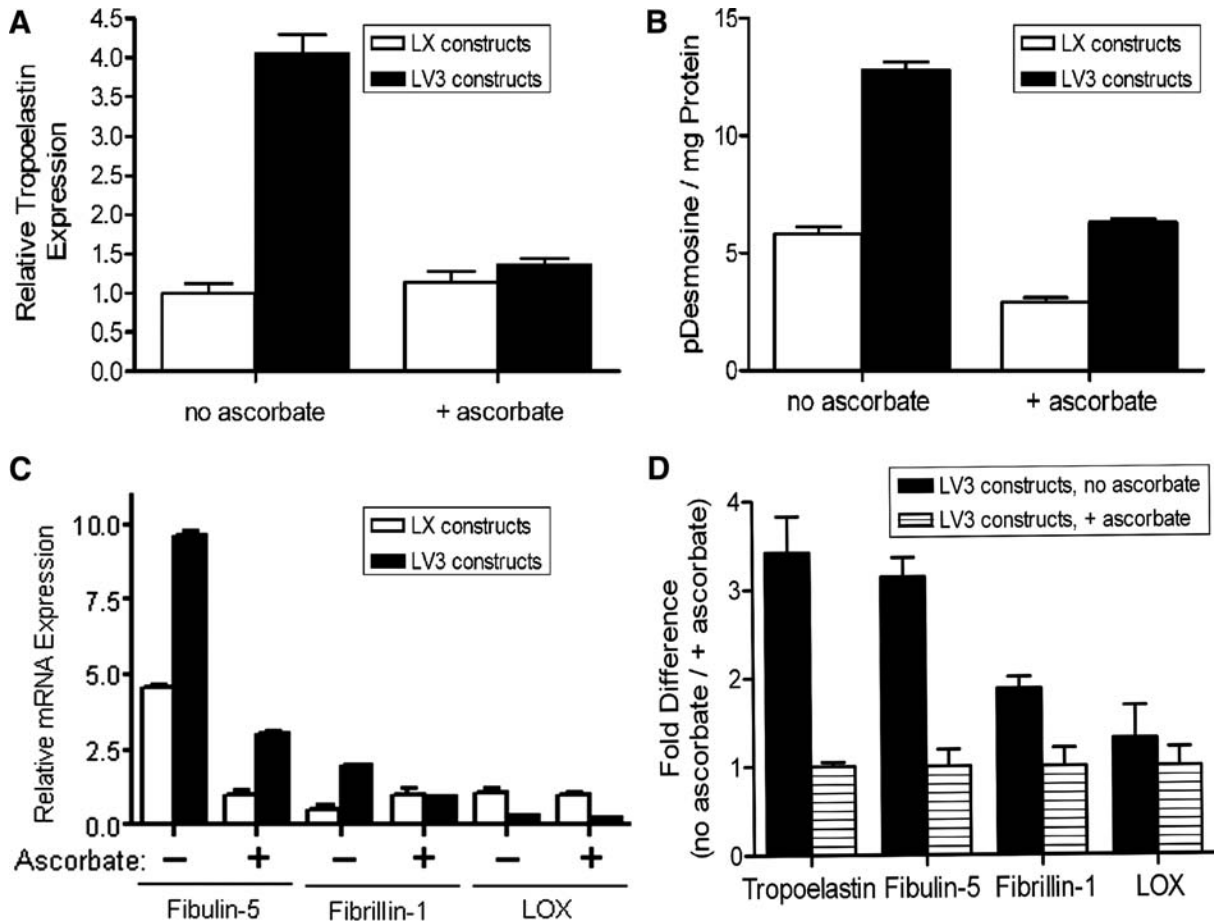 A
Relative Tropoelastin
Expression
4.5
4.0
3.5
3.0
2.5
2.0
1.5
1.0
0.5
0.0
LX constructs
LV3 constructs
no ascorbate
+ ascorbate
B
pDesmosine / mg Protein
15
10
5
0
LX constructs
LV3 constructs
no ascorbate
+ ascorbate
C
Relative mRNA Expression
10.0
7.5
5.0
2.5
0.0
LX constructs
LV3 constructs
Ascorbate: − + − + − +
Fibulin-5 Fibrillin-1 LOX
D
Fold Difference
(no ascorbate / + ascorbate)
4
3
2
1
0
LV3 constructs, no ascorbate
LV3 constructs, + ascorbate
Tropoelastin Fibulin-5 Fibrillin-1 LOX